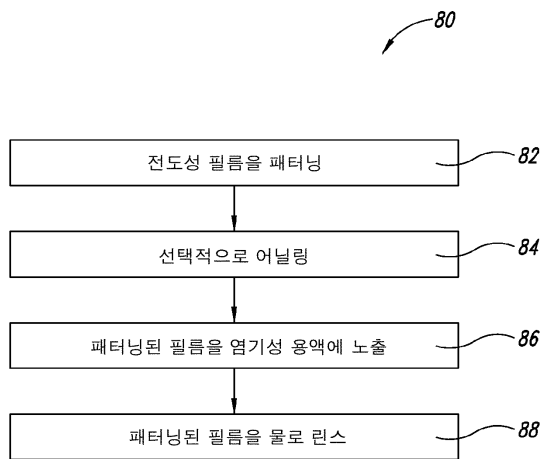 80
전도성 필름을 패터닝
82
선택적으로 어닐링
84
패터닝된 필름을 염기성 용액에 노출
86
패터닝된 필름을 물로 린스
88